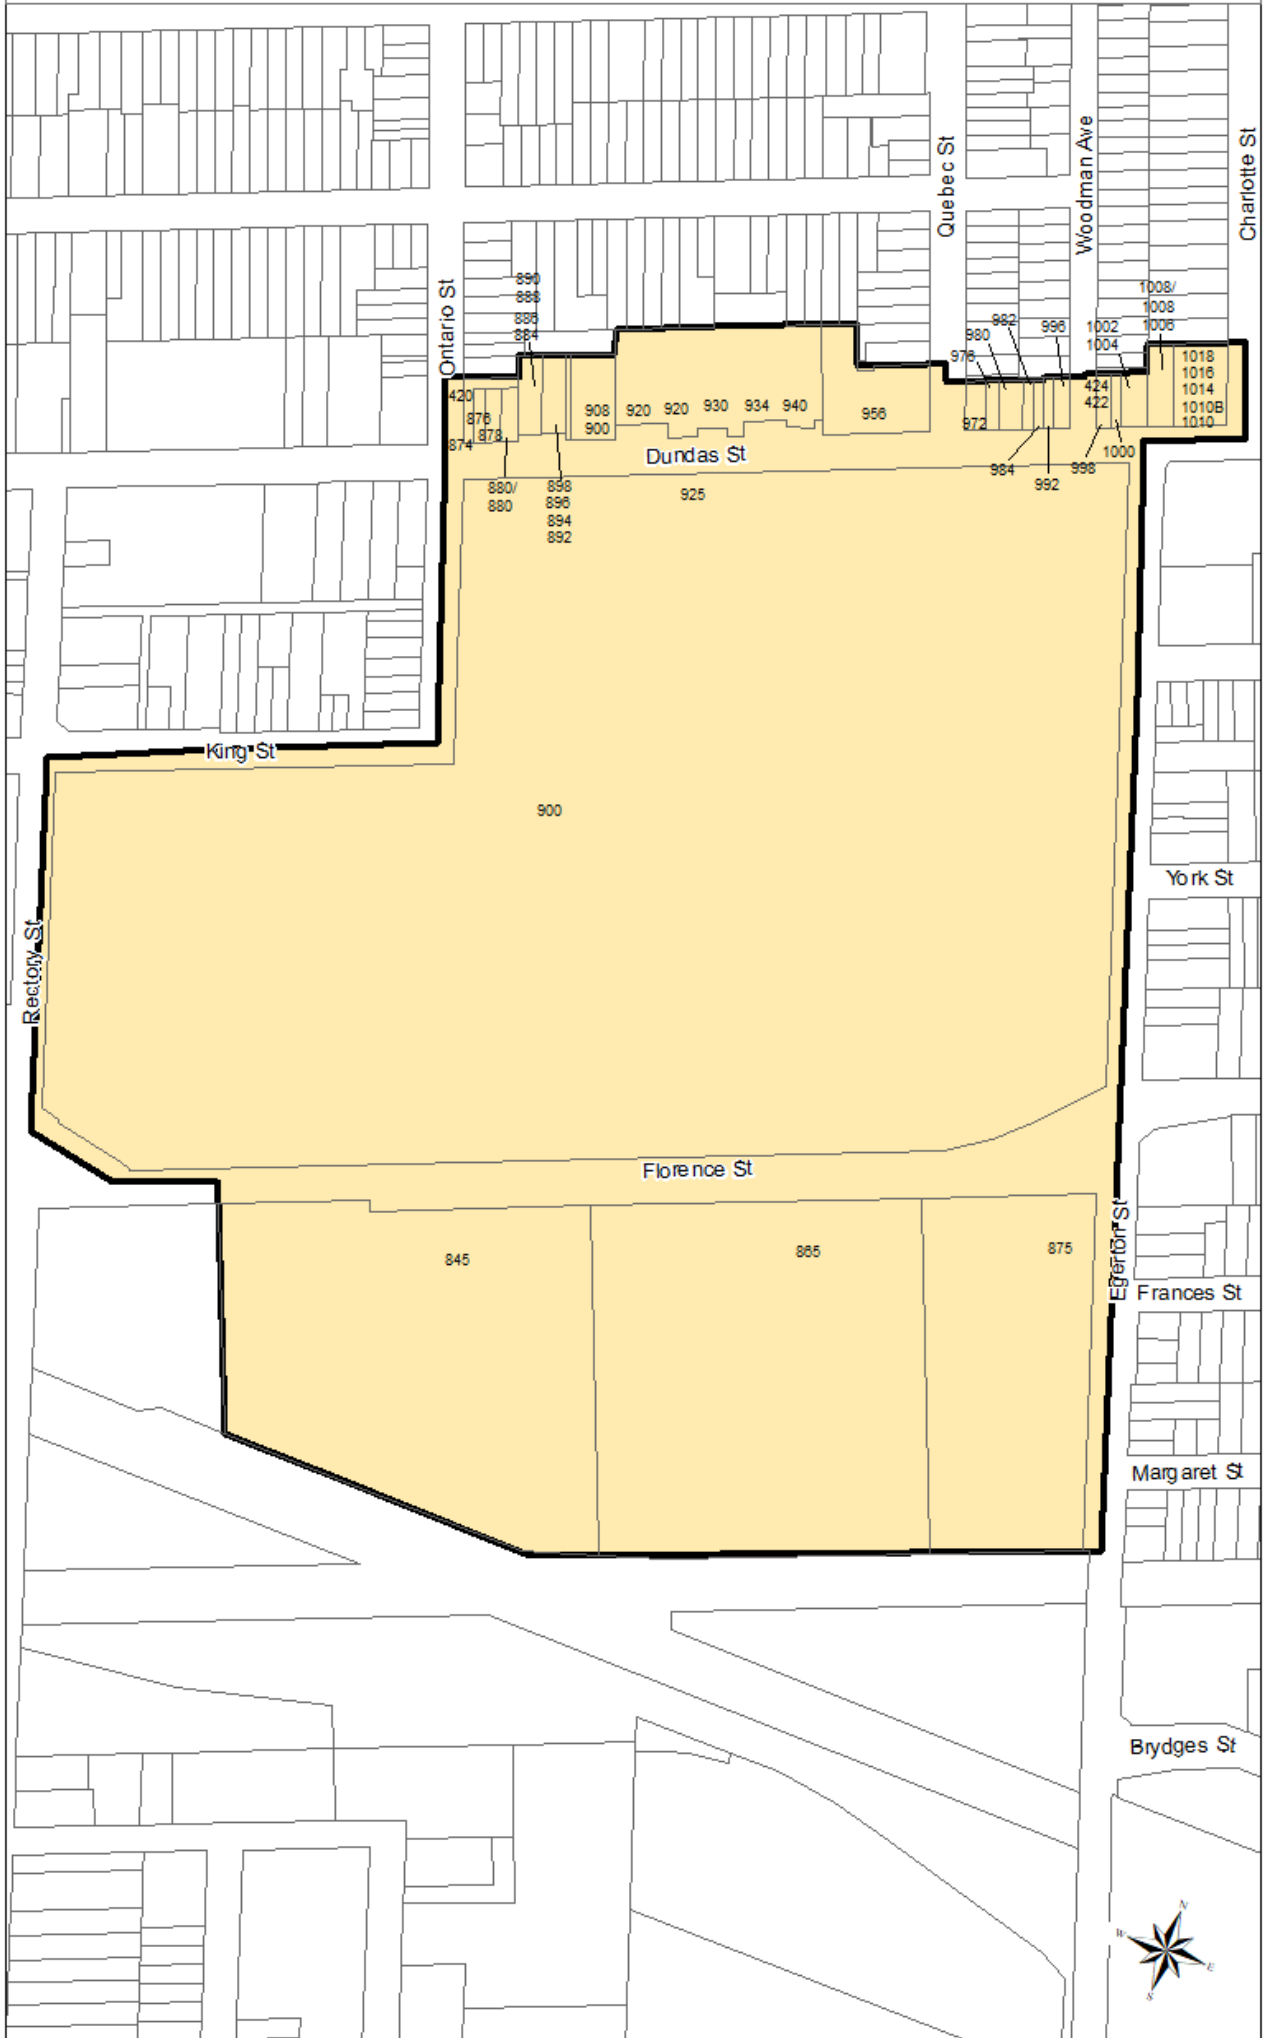 Quebec St
Woodman Ave
Charlotte St
Ontario St
890
888
886
884
1008/
1008
1006
982
996
1002
1004
980
976
1018
1016
1014
1010B
1010
420
876
878
874
908
900
920
920
930
934
940
956
972
424
422
Dundas St
984
992
998
1000
880/
880
898
896
894
892
925
King St
900
York St
Rectory St
Florence St
845
865
875
Egerton St
Frances St
Margaret St
Brydges St
N
W
E
S